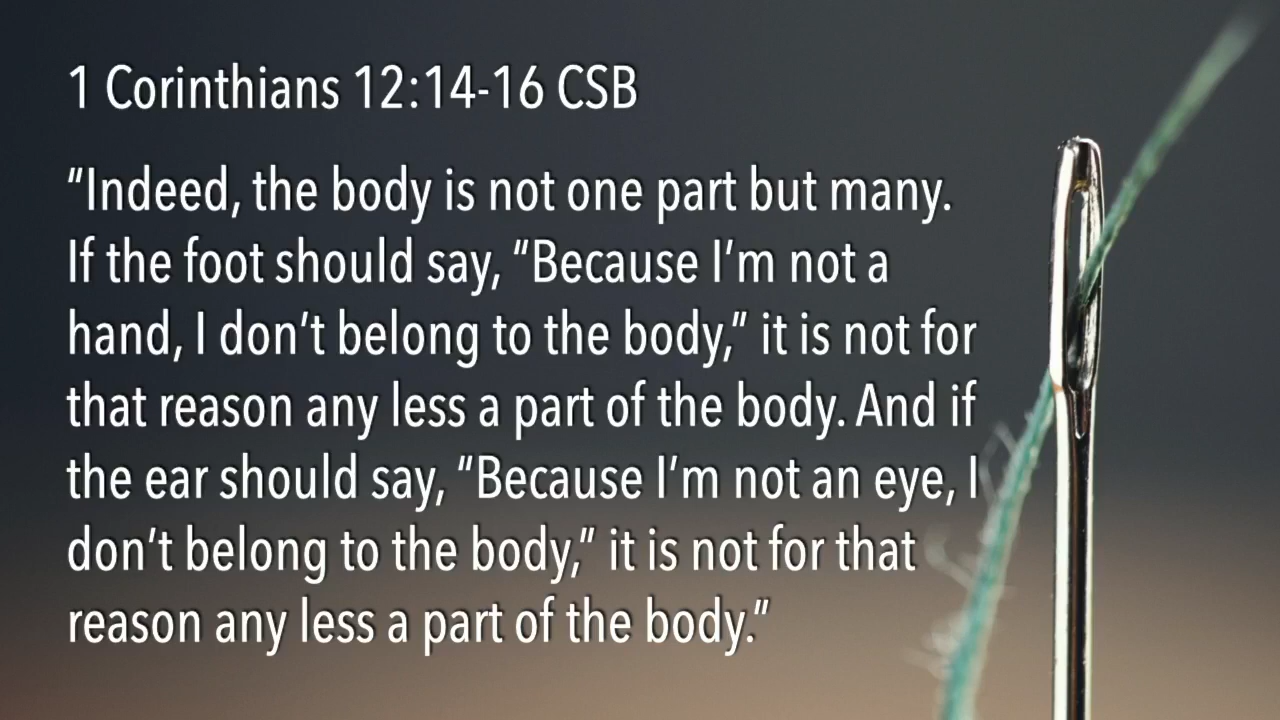 1 Corinthians 12:14-16 CSB
“Indeed, the body is not one part but many.
If the foot should say, “Because I’m not a
hand, I don’t belong to the body,” it is not for
that reason any less a part of the body. And if
the ear should say, “Because I’m not an eye, I
don’t belong to the body,” it is not for that
reason any less a part of the body.”